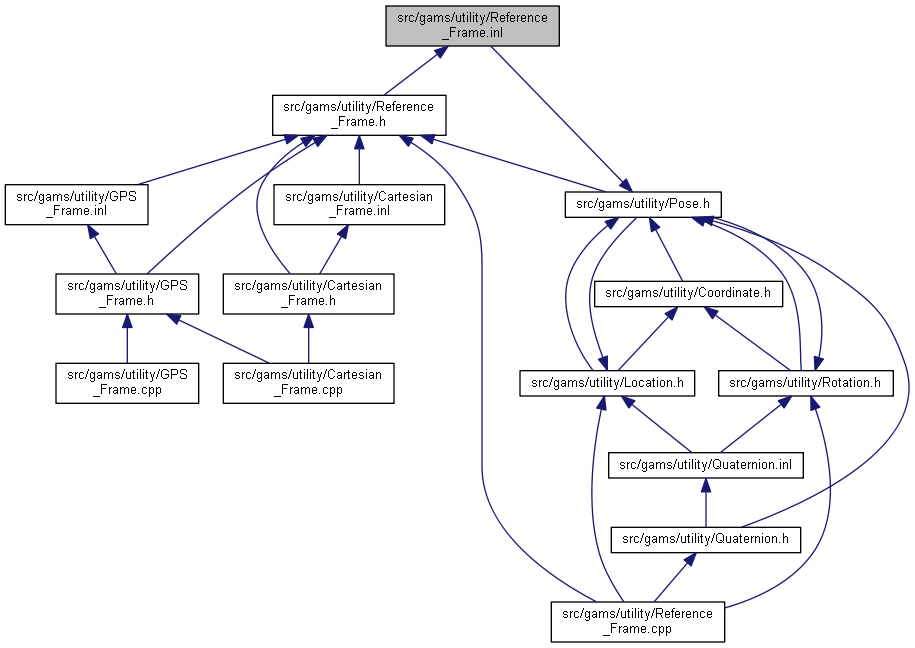 src/gams/utility/Reference
_Frame.inl
src/gams/utility/Reference
_Frame.h
src/gams/utility/GPS
_Frame.inl
src/gams/utility/Cartesian
_Frame.inl
src/gams/utility/Pose.h
src/gams/utility/GPS
_Frame.h
src/gams/utility/Cartesian
_Frame.h
src/gams/utility/Coordinate.h
src/gams/utility/GPS
_Frame.cpp
src/gams/utility/Cartesian
_Frame.cpp
src/gams/utility/Location.h
src/gams/utility/Rotation.h
src/gams/utility/Quaternion.inl
src/gams/utility/Quaternion.h
src/gams/utility/Reference
_Frame.cpp